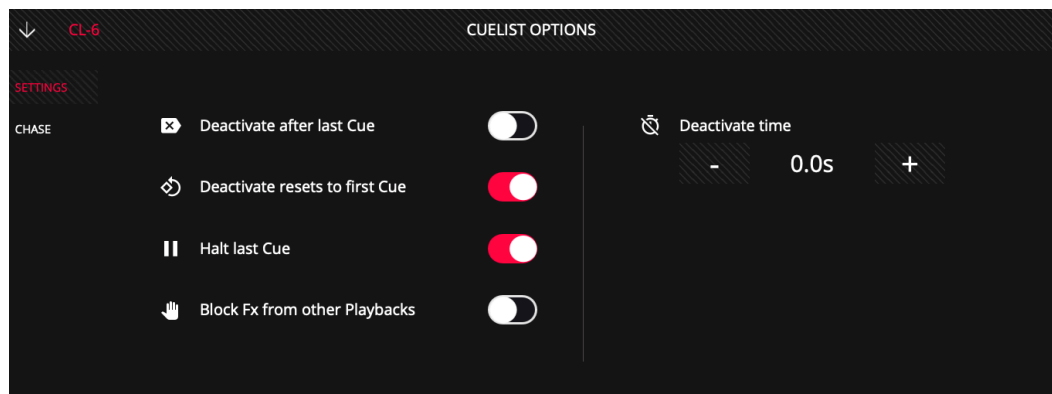 CL-6
CUELIST OPTIONS
SETTINGS
CHASE
Deactivate after last Cue
Deactivate resets to first Cue
Halt last Cue
Block Fx from other Playbacks
Deactivate time
- 0.0s +